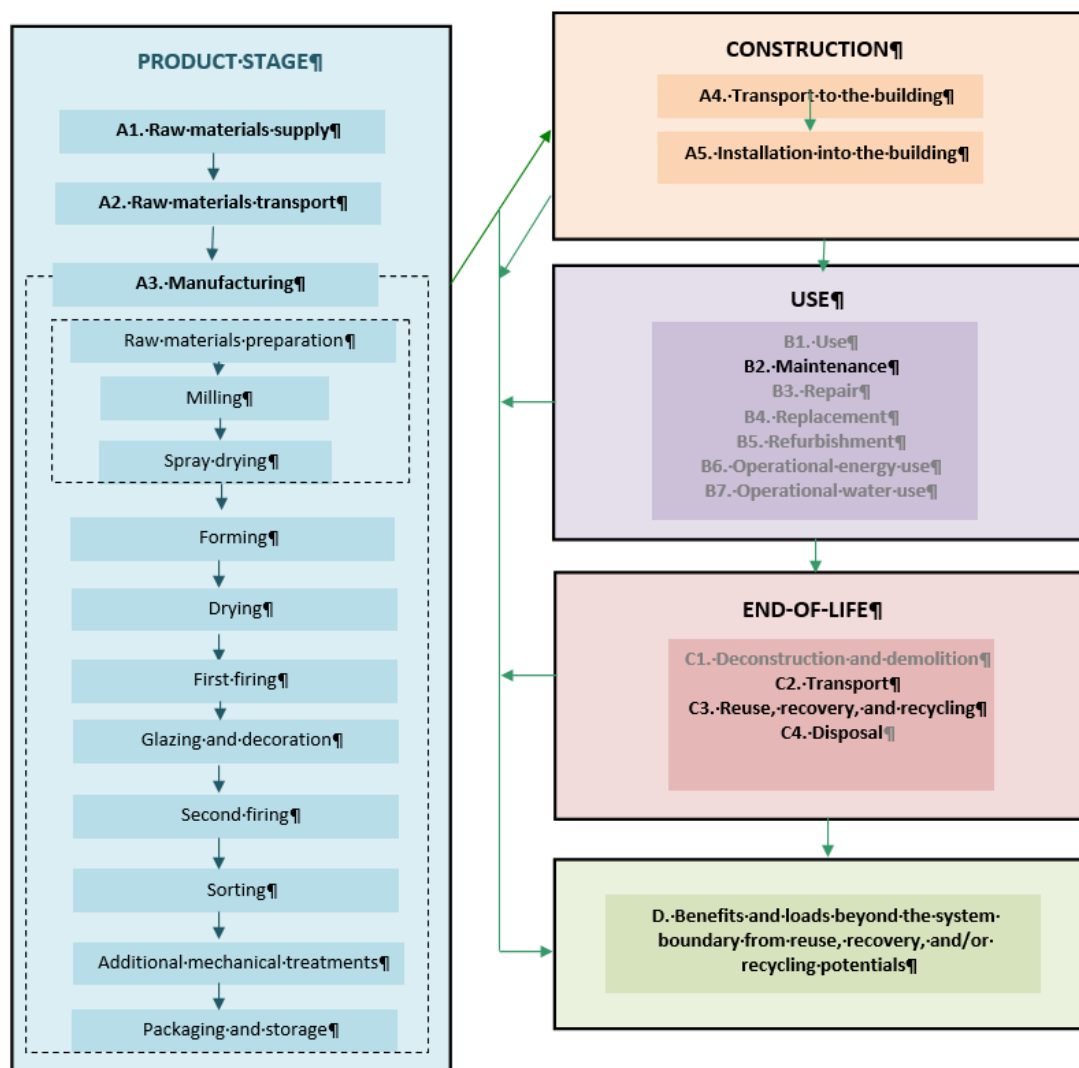 PRODUCT·STAGE¶
A1.·Raw·materials·supply¶
A2.·Raw·materials·transport¶
A3.·Manufacturing¶
Raw·materials·preparation¶
Milling¶
Spray·drying¶
Forming¶
Drying¶
First·firing¶
Glazing·and·decoration¶
Second·firing¶
Sorting¶
Additional·mechanical·treatments¶
Packaging·and·storage¶
CONSTRUCTION¶
A4.·Transport·to·the·building¶
A5.·Installation·into·the·building¶
USE¶
B1.·Use¶
B2.·Maintenance¶
B3.·Repair¶
B4.·Replacement¶
B5.·Refurbishment¶
B6.·Operational·energy·use¶
B7.·Operational·water·use¶
END-OF-LIFE¶
C1.·Deconstruction·and·demolition¶
C2.·Transport¶
C3.·Reuse,·recovery,·and·recycling¶
C4.·Disposal¶
D.·Benefits·and·loads·beyond·the·system·
boundary·from·reuse,·recovery,·and/or·
recycling·potentials¶